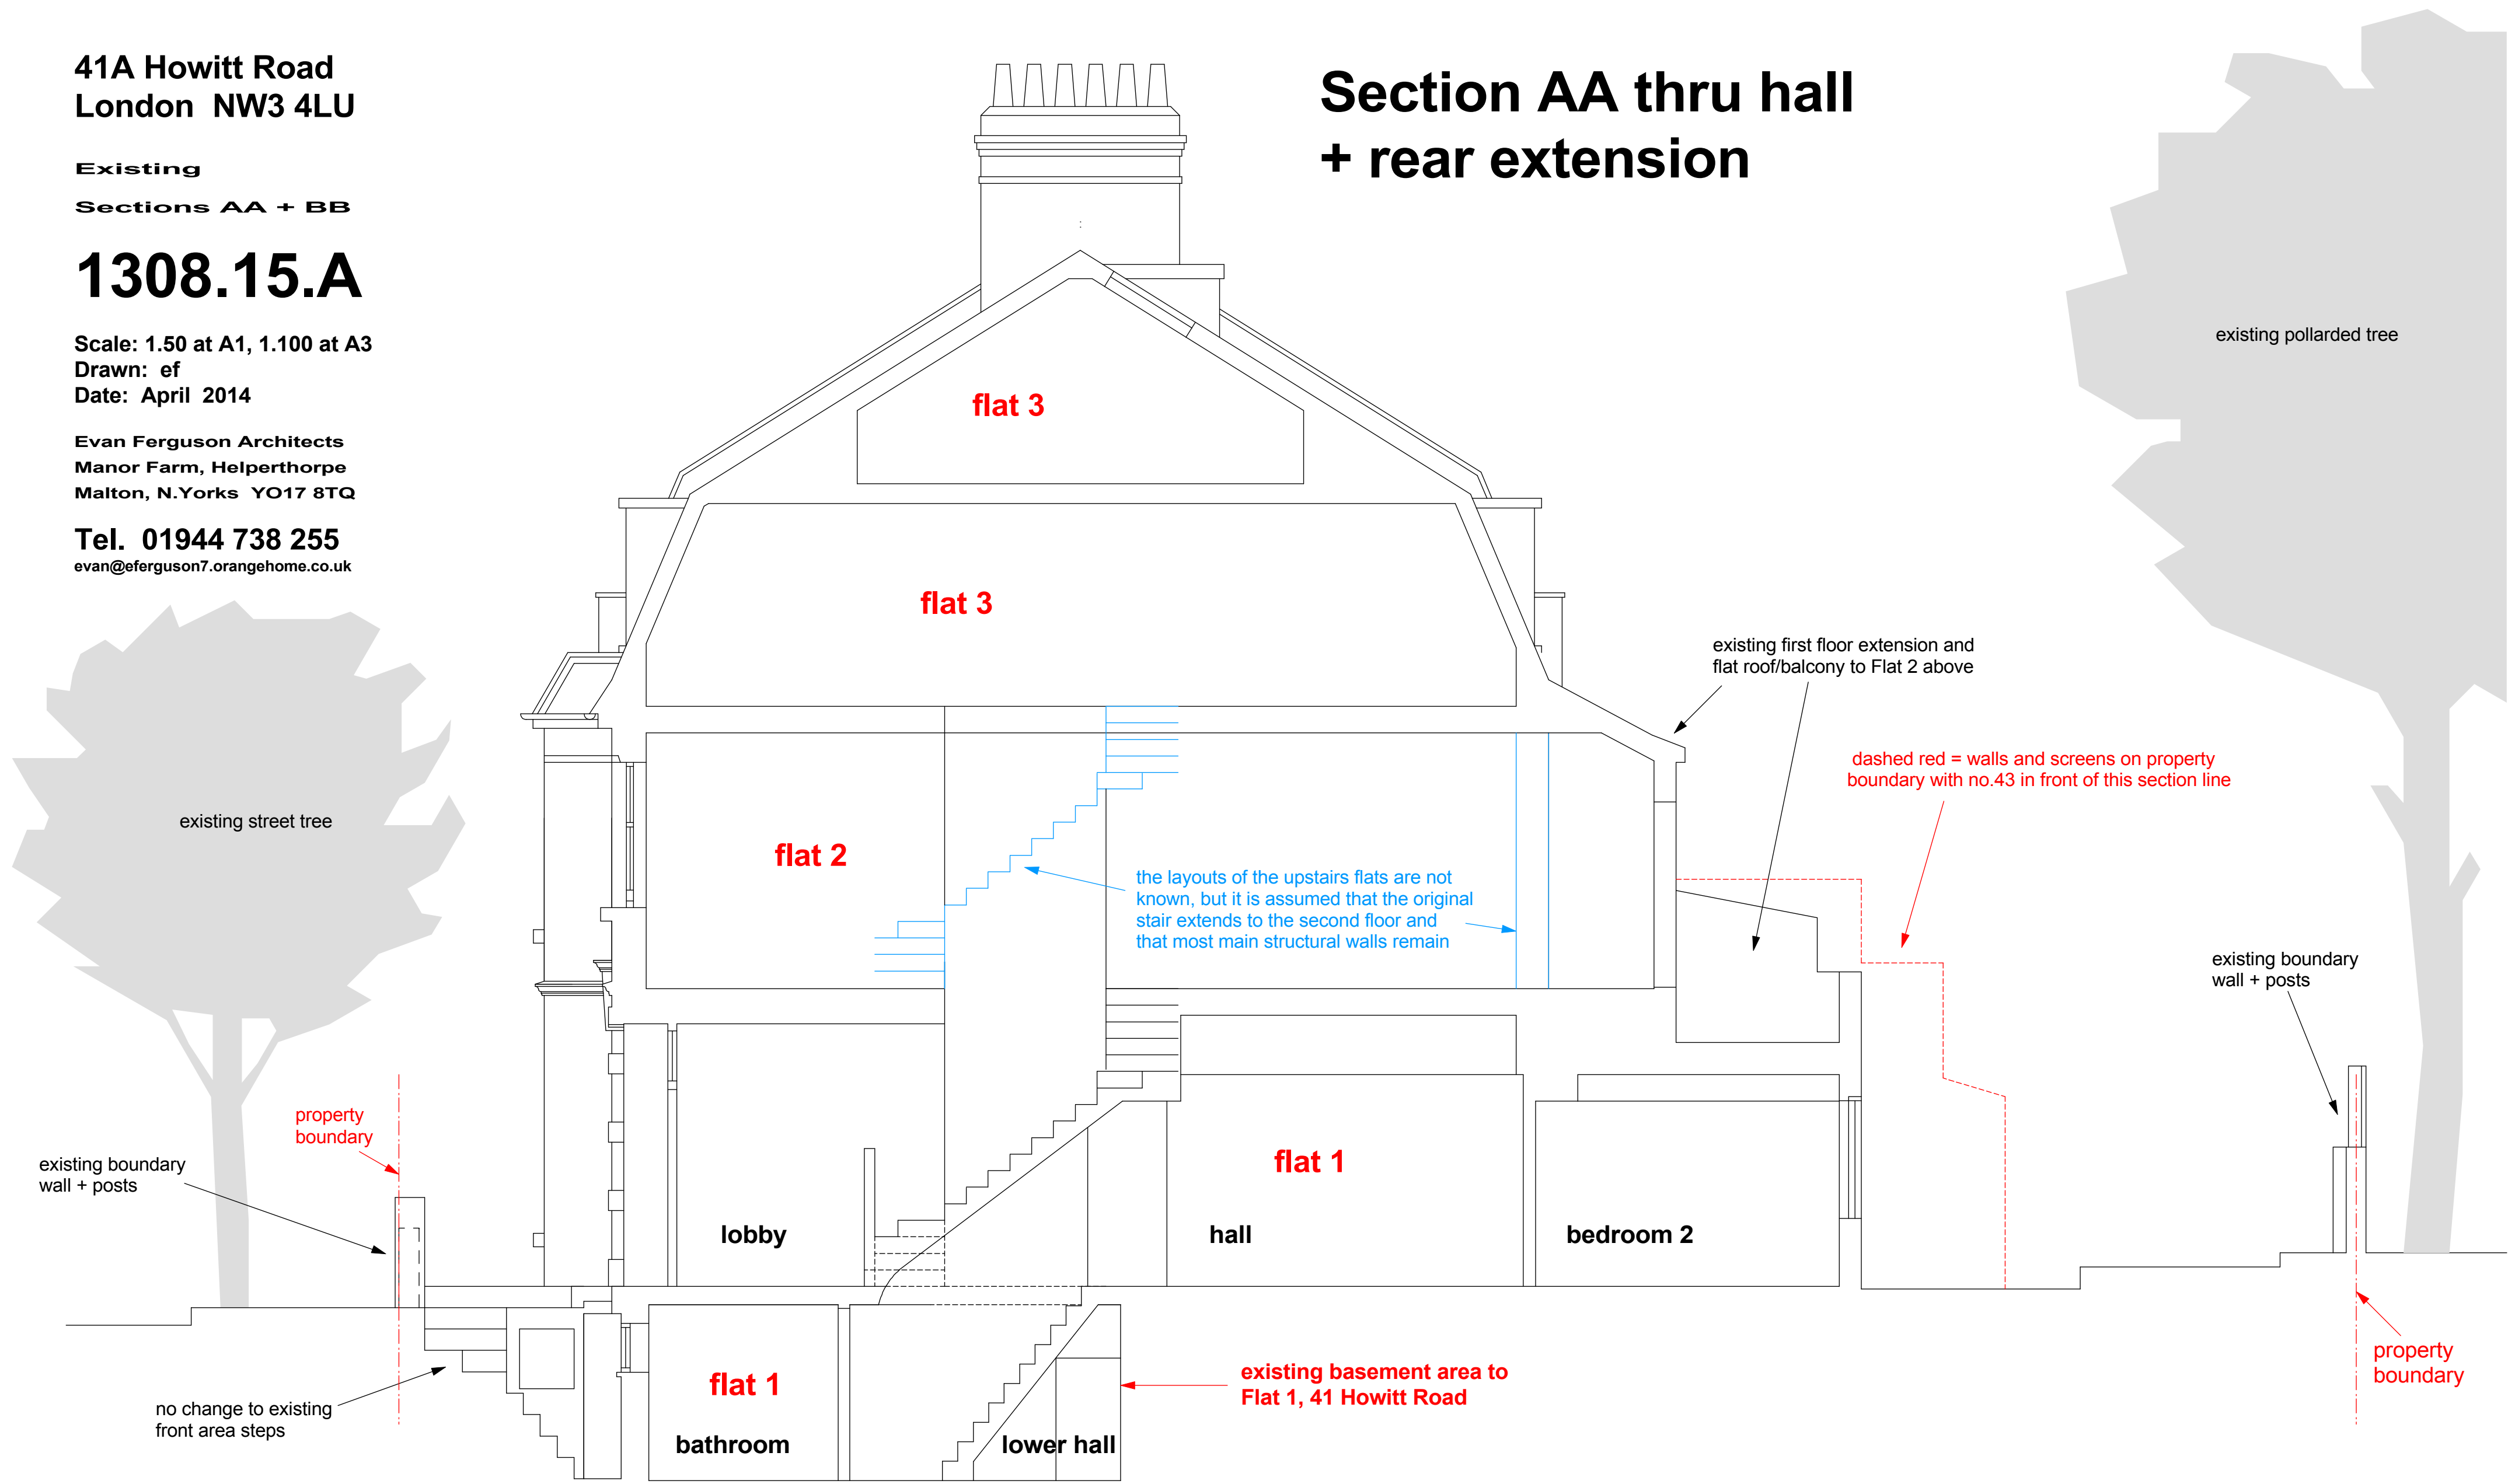 41A Howitt Road
London  NW3 4LU
Existing
Sections AA + BB
1308.15.A
Scale: 1.50 at A1, 1.100 at A3
Drawn:  ef
Date:  April  2014
Evan Ferguson Architects
Manor Farm, Helperthorpe
Malton, N.Yorks  YO17 8TQ
Tel.  01944 738 255
evan@eferguson7.orangehome.co.uk
Section AA thru hall
+ rear extension
existing pollarded tree
flat 3
flat 3
existing first floor extension and
flat roof/balcony to Flat 2 above
dashed red = walls and screens on property
boundary with no.43 in front of this section line
existing street tree
flat 2
the layouts of the upstairs flats are not
known, but it is assumed that the original
stair extends to the second floor and
that most main structural walls remain
existing boundary
wall + posts
property
boundary
existing boundary
wall + posts
flat 1
lobby
hall
bedroom 2
property
boundary
flat 1
existing basement area to
Flat 1, 41 Howitt Road
no change to existing
front area steps
bathroom
lower hall